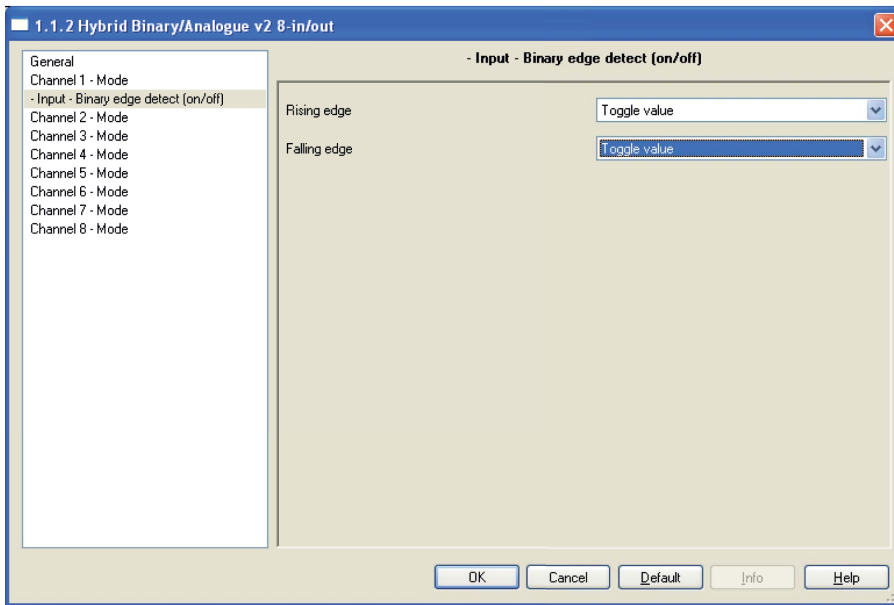 1.1.2 Hybrid Binary/Analogue v2 8-in/out
General
Channel 1 - Mode
- Input - Binary edge detect (on/off)
Channel 2 - Mode
Channel 3 - Mode
Channel 4 - Mode
Channel 5 - Mode
Channel 6 - Mode
Channel 7 - Mode
Channel 8 - Mode
- Input - Binary edge detect (on/off)
Rising edge Toggle value
Falling edge Toggle value
OK Cancel Default Info Help